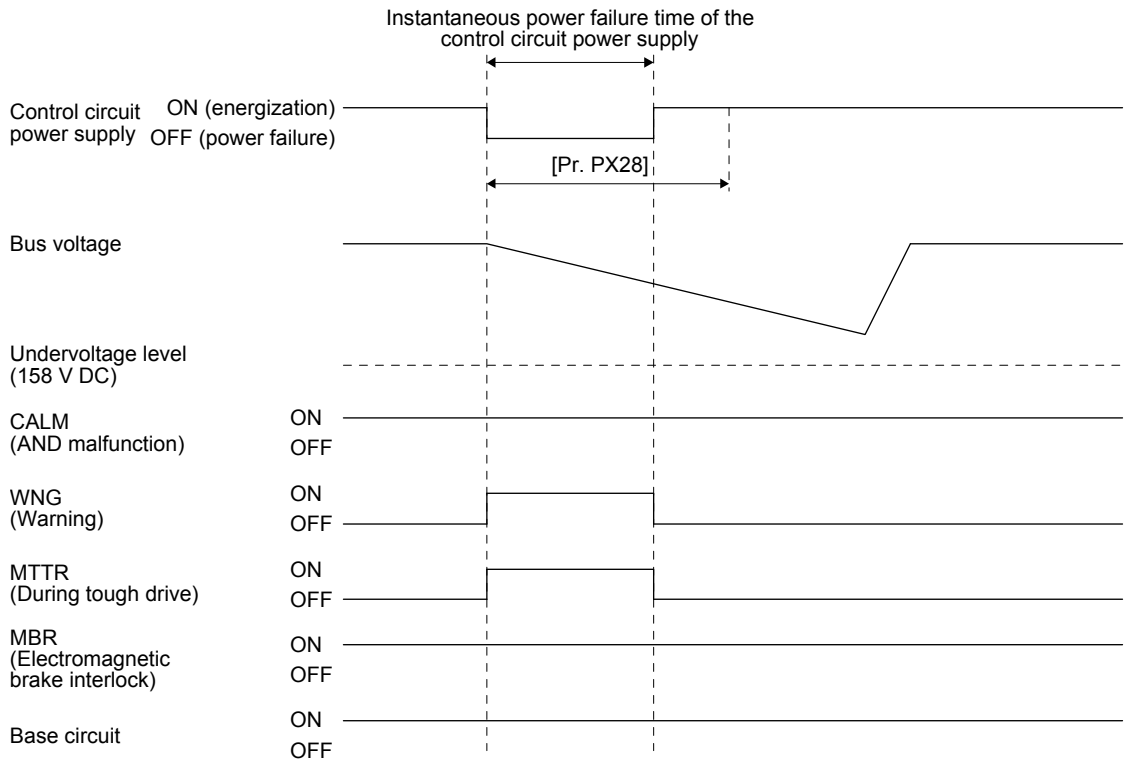 Instantaneous power failure time of the
control circuit power supply
Control circuit
power supply
ON (energization)
OFF (power failure)
[Pr. PX28]
Bus voltage
Undervoltage level
(158 V DC)
CALM
(AND malfunction)
ON
OFF
WNG
(Warning)
ON
OFF
MTTR
(During tough drive)
ON
OFF
MBR
(Electromagnetic
brake interlock)
ON
OFF
Base circuit
ON
OFF